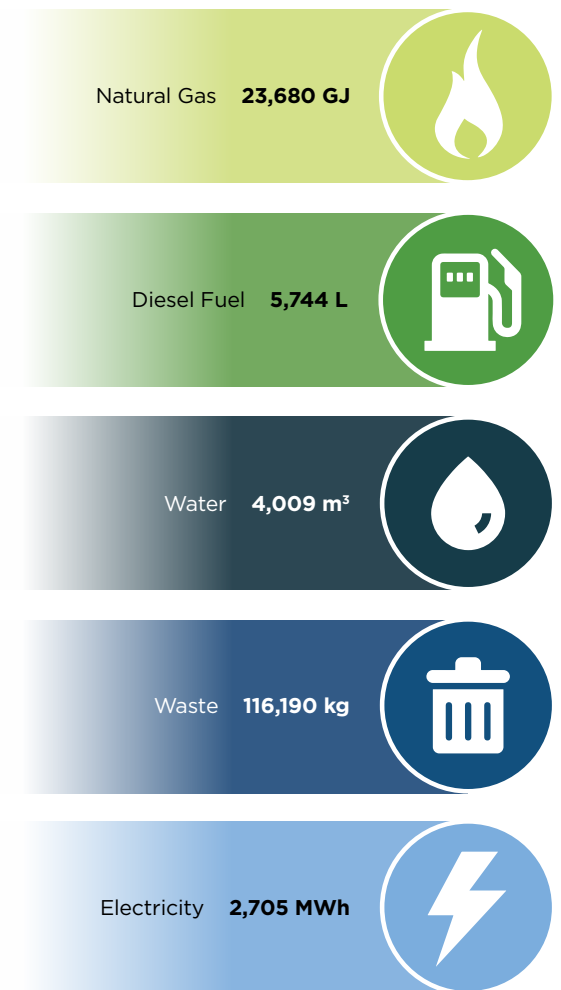 Natural Gas 23,680 GJ
Diesel Fuel 5,744 L
Water 4,009 m³
Waste 116,190 kg
Electricity 2,705 MWh